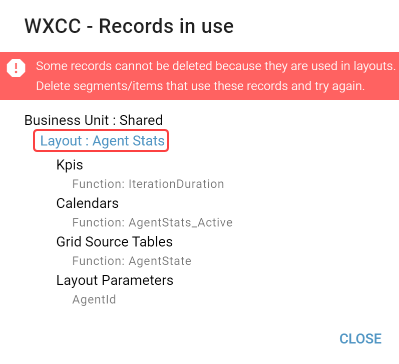 WXCC - Records in use
Some records cannot be deleted because they are used in layouts.
Delete segments/items that use these records and try again.
Business Unit : Shared
Layout : Agent Stats
Kpis
Function: IterationDuration
Calendars
Function: AgentStats_Active
Grid Source Tables
Function: AgentState
Layout Parameters
AgentId
CLOSE